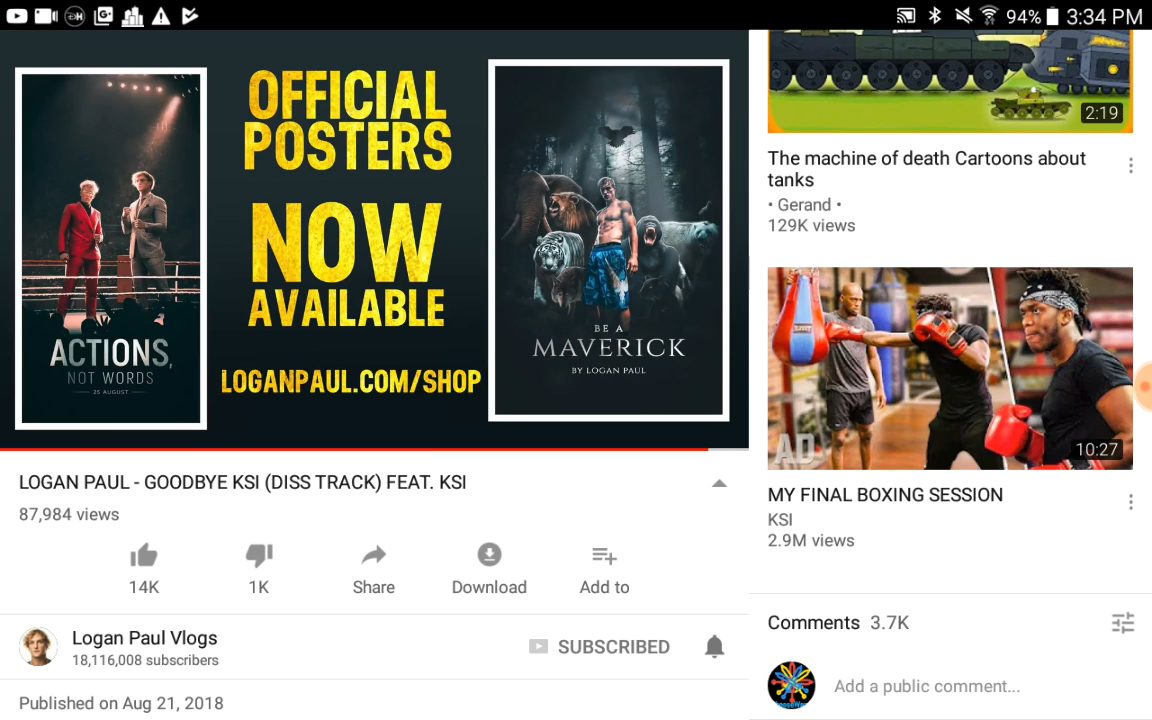 94% 3:34 PM
OFFICIAL
POSTERS
NOW
AVAILABLE
LOGANPAUL.COM/SHOP
ACTIONS,
NOT WORDS
25 AUGUST
BE A
MAVERICK
BY LOGAN PAUL
LOGAN PAUL - GOODBYE KSI (DISS TRACK) FEAT. KSI
87,984 views
14K 1K Share Download Add to
Logan Paul Vlogs
18,116,008 subscribers
SUBSCRIBED
Published on Aug 21, 2018
2:19
The machine of death Cartoons about
tanks
• Gerand •
129K views
AD
10:27
MY FINAL BOXING SESSION
KSI
2.9M views
Comments 3.7K
Add a public comment...